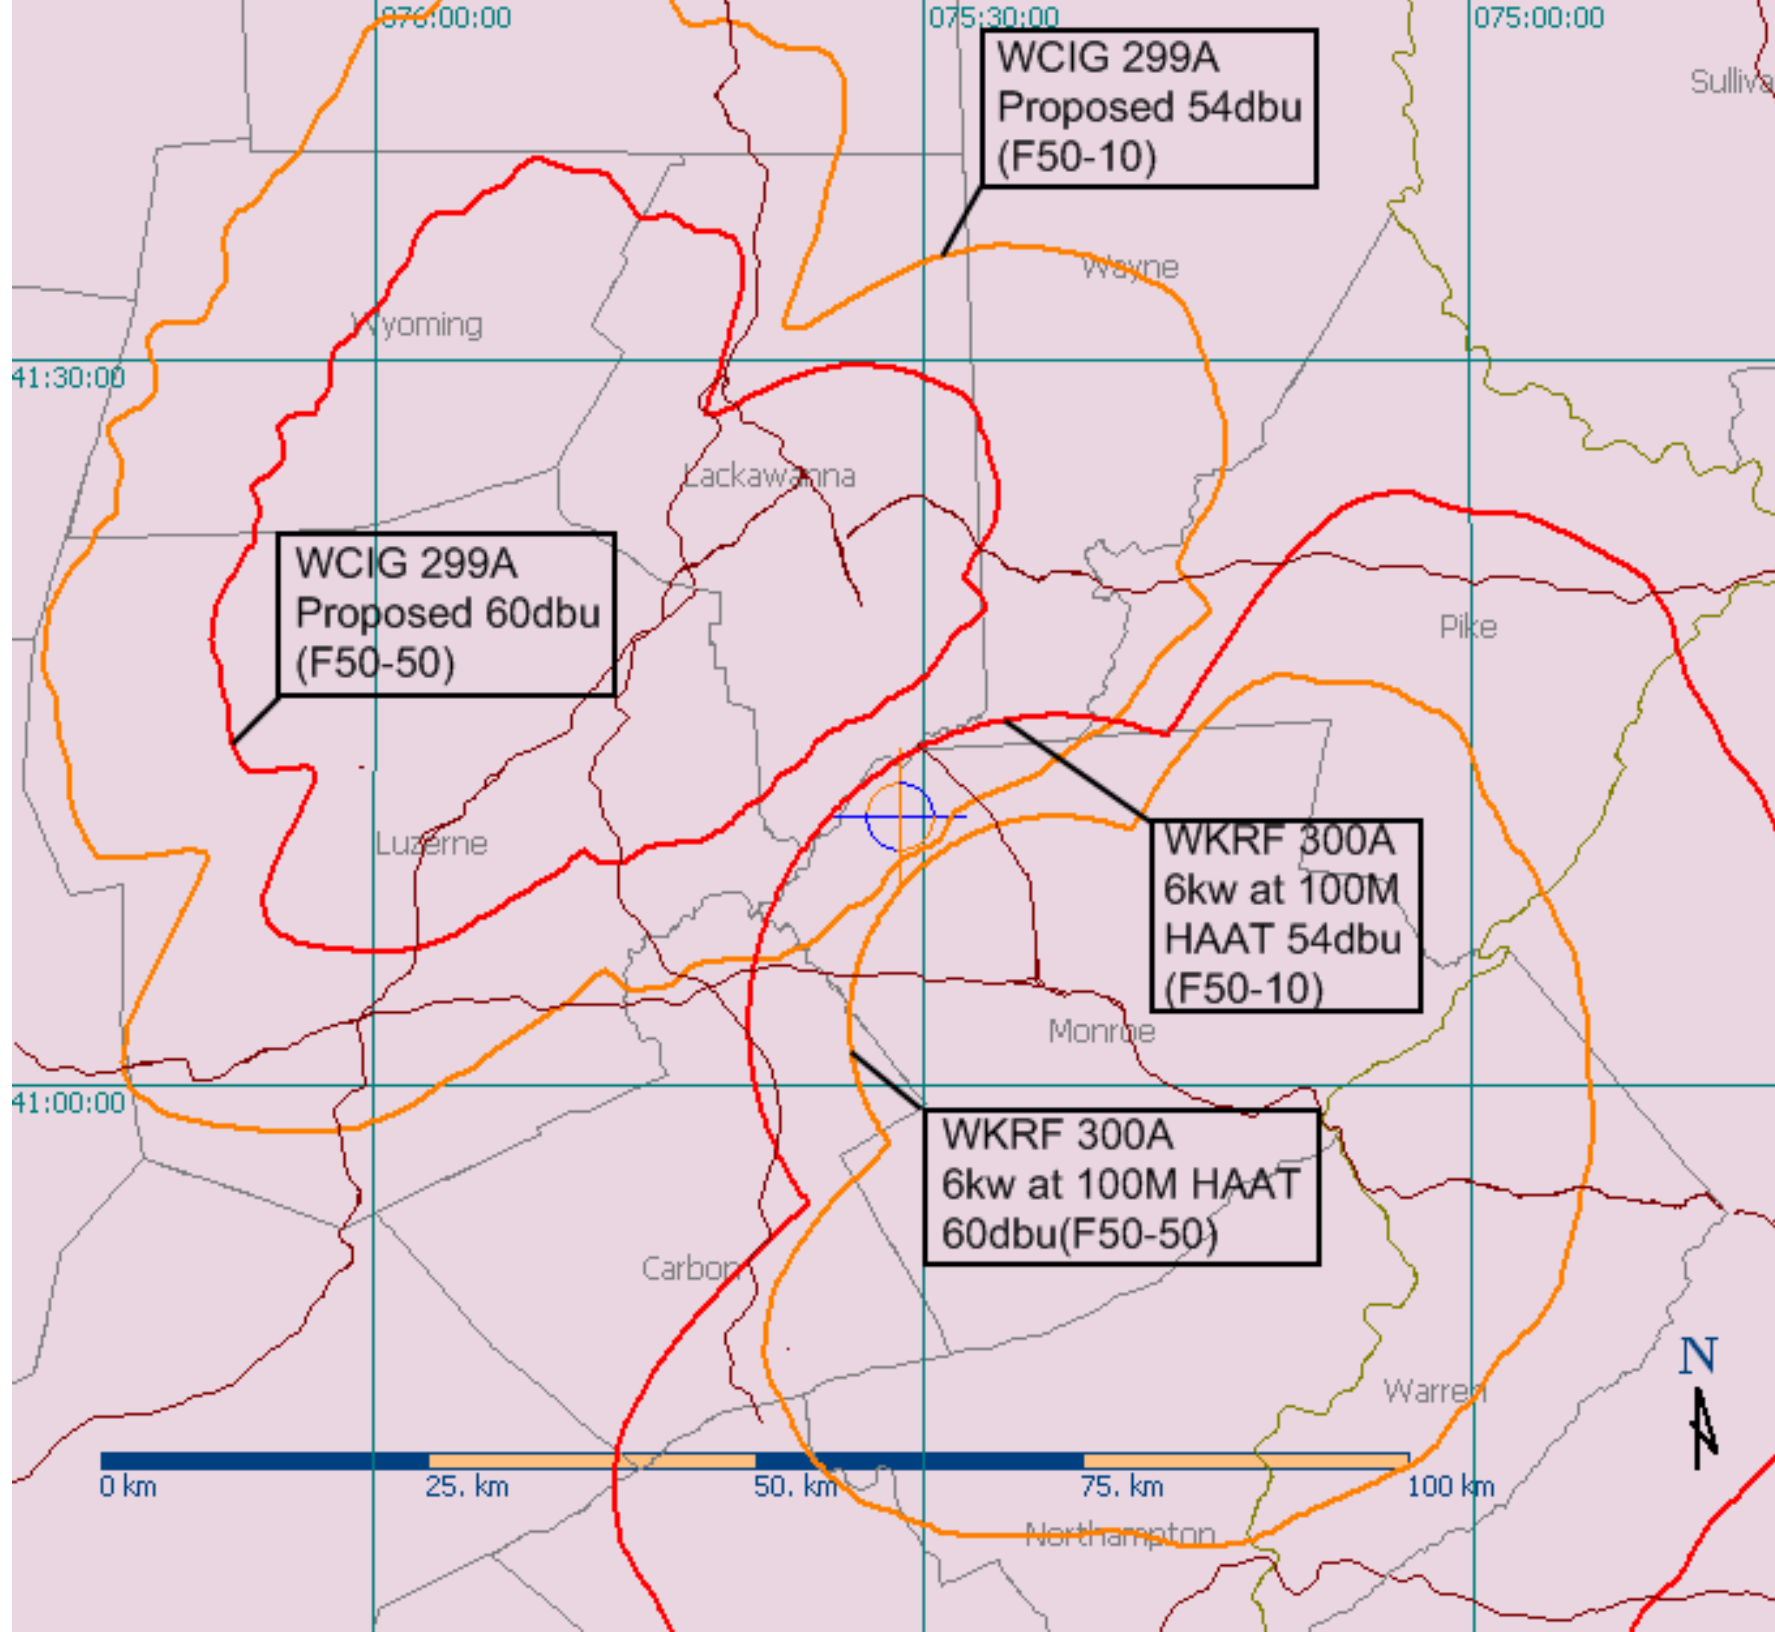 076:00:00
075:30:00
075:00:00
WCIG 299A
Proposed 54dbu
(F50-10)
Sulliva
Wayne
Wyoming
41:30:00
Lackawanna
WCIG 299A
Proposed 60dbu
(F50-50)
Pike
Luzerne
WKRF 300A
6kw at 100M
HAAT 54dbu
(F50-10)
Monroe
41:00:00
WKRF 300A
6kw at 100M HAAT
60dbu(F50-50)
Carbon
N
Warren
0 km
25. km
50. km
75. km
100 km
Northampton